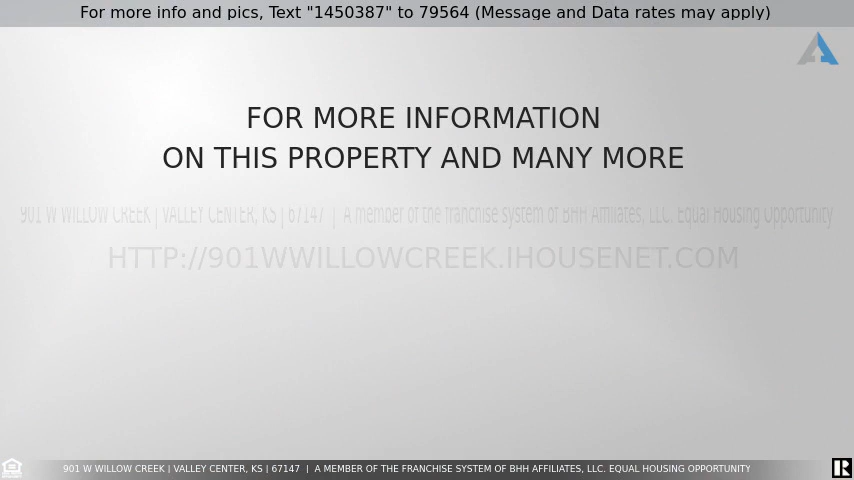 For more info and pics, Text "1450387" to 79564 (Message and Data rates may apply)
FOR MORE INFORMATION
ON THIS PROPERTY AND MANY MORE
901 W WILLOW CREEK | VALLEY CENTER, KS | 67147 | A member of the franchise system of BHH Affiliates, LLC. Equal Housing Opportunity
HTTP://901WWILLOWCREEK.IHOUSENET.COM
901 W WILLOW CREEK | VALLEY CENTER, KS | 67147 | A MEMBER OF THE FRANCHISE SYSTEM OF BHH AFFILIATES, LLC. EQUAL HOUSING OPPORTUNITY